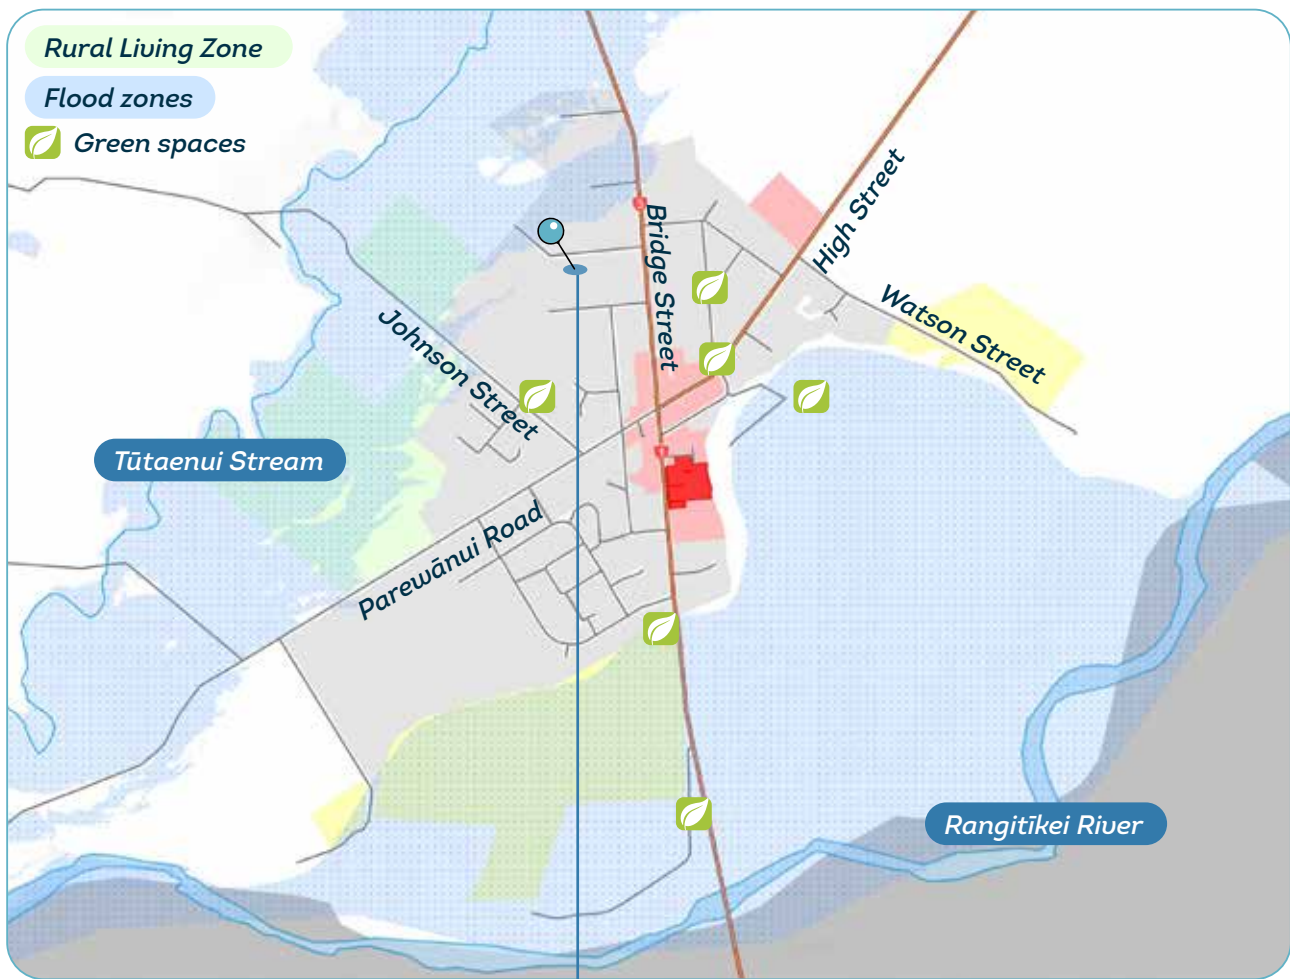 Rural Living Zone
Flood zones
Green spaces
Bridge Street
High Street
Watson Street
Johnson Street
Tūtaenui Stream
Parewānui Road
Rangitīkei River